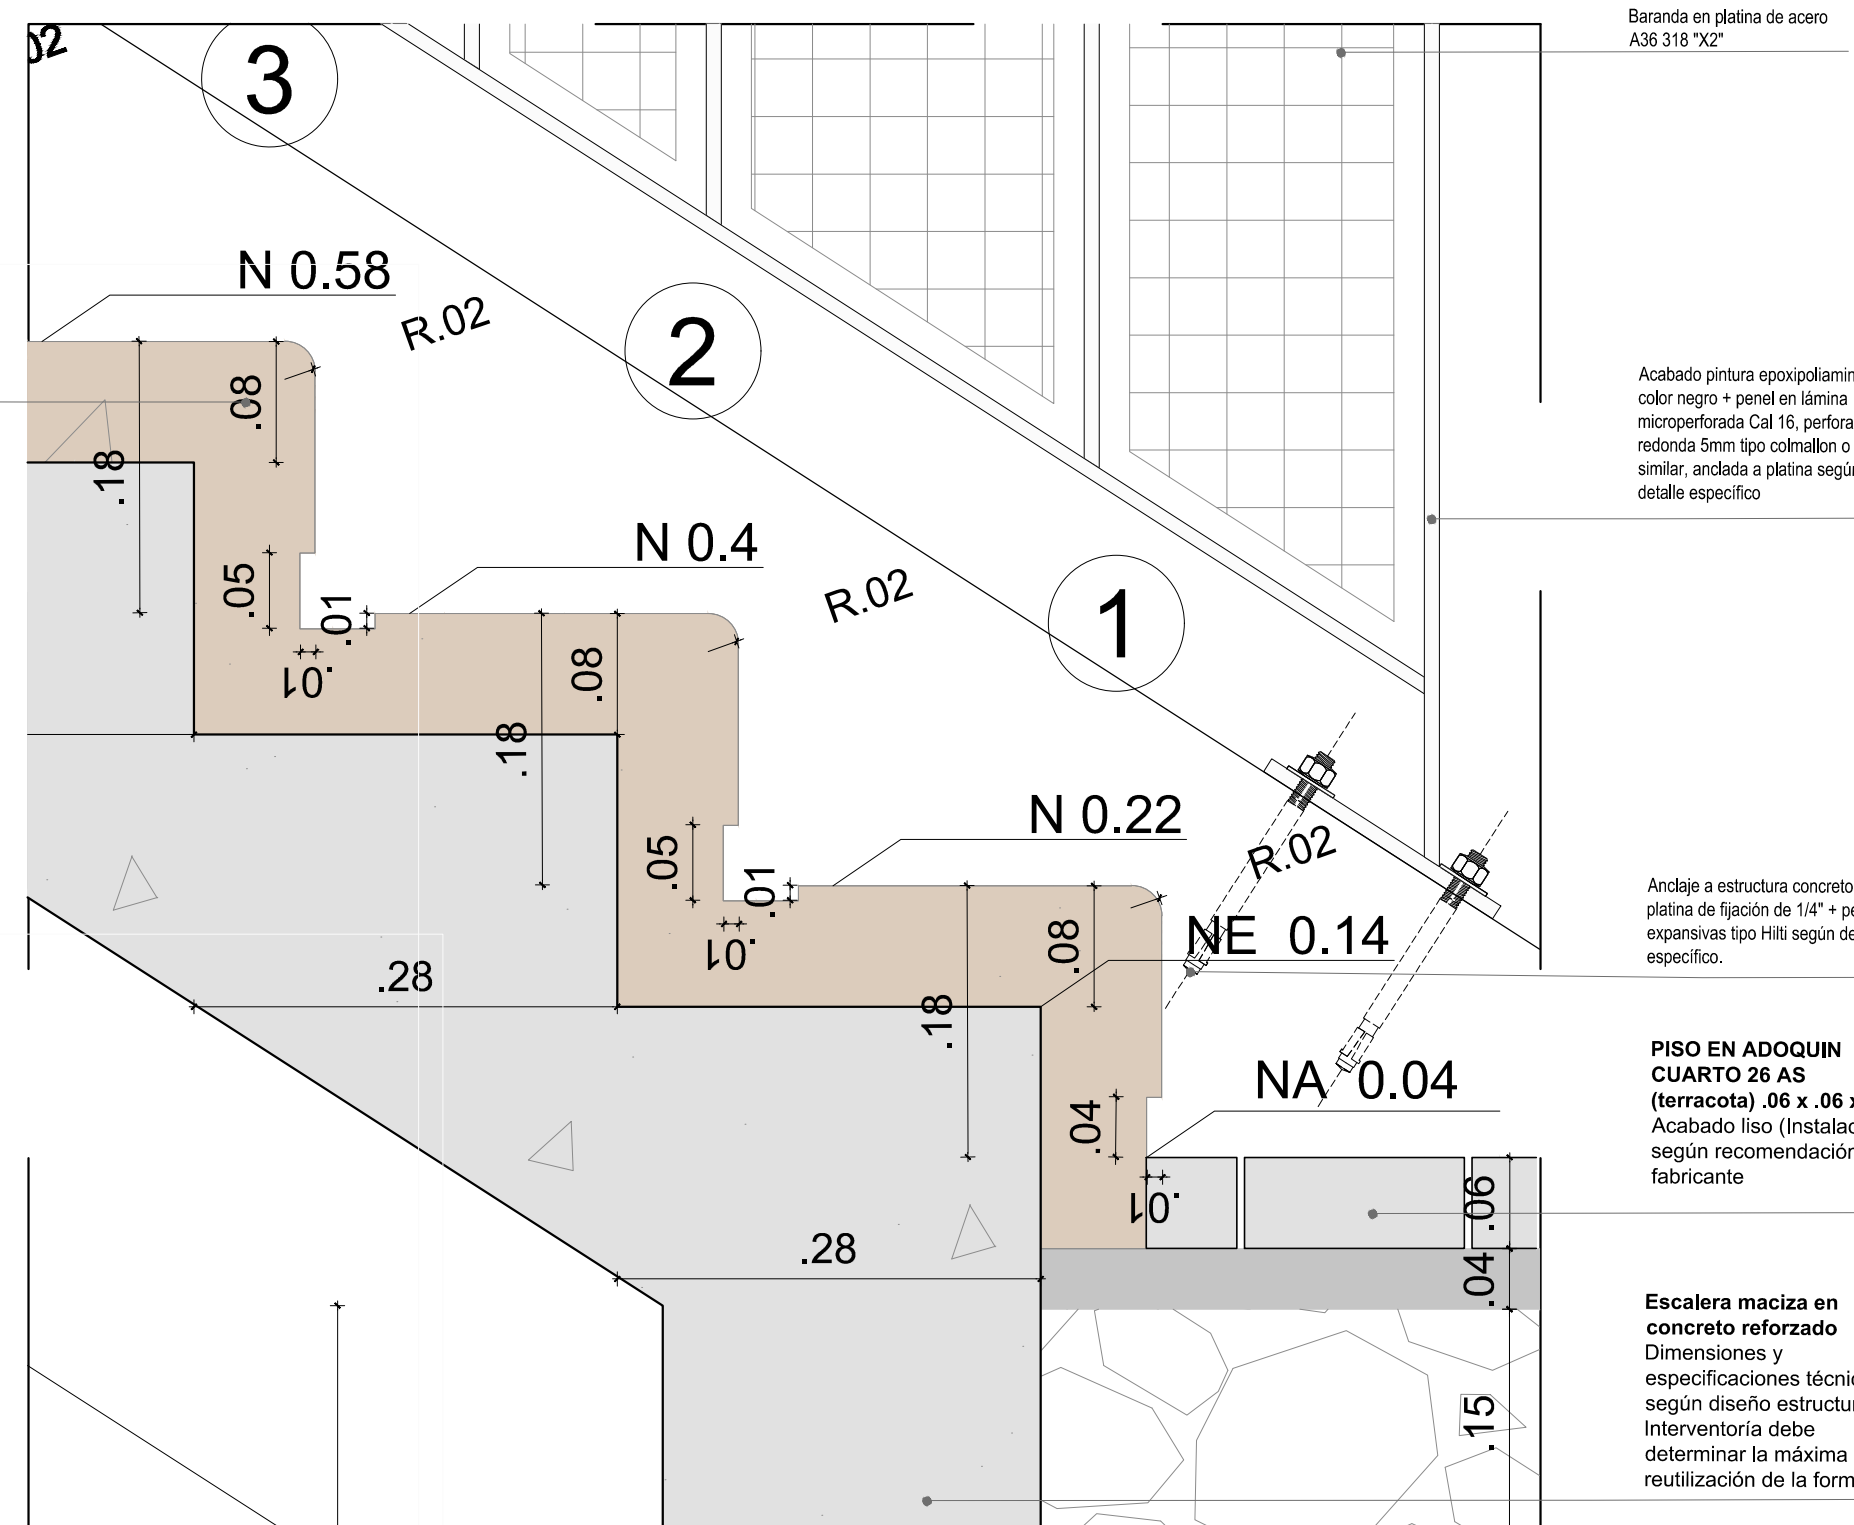 .02
3
2
1
N 0.58
R.02
.08
.18
.05
.01
.01
N 0.4
R.02
.08
.18
.05
.01
.01
N 0.22
R.02
NE 0.14
.08
.18
.28
.28
NA 0.04
.04
.01
.06
.04
.15
Baranda en platina de acero
A36 318 "X2"
Acabado pintura epoxipoliamin
color negro + penel en lámina
microperforada Cal 16, perfora
redonda 5mm tipo colmallon o
similar, anclada a platina según
detalle específico
Anclaje a estructura concreto
platina de fijación de 1/4" + pe
expansivas tipo Hilti según de
específico.
PISO EN ADOQUIN
CUARTO 26 AS
(terracota) .06 x .06 x
Acabado liso (Instalac
según recomendación
fabricante
Escalera maciza en
concreto reforzado
Dimensiones y
especificaciones técnic
según diseño estructur
Interventoría debe
determinar la máxima
reutilización de la form